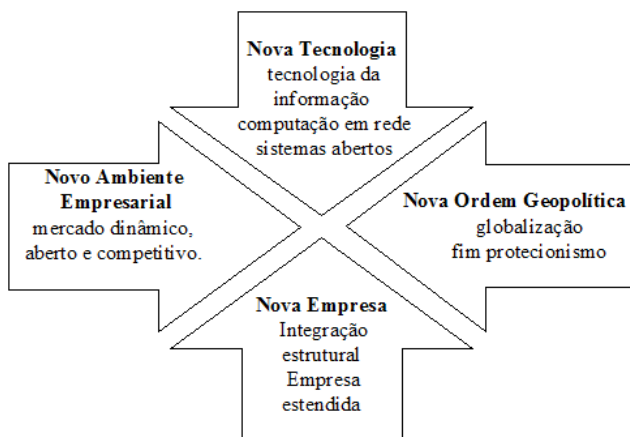 Nova Tecnologia
tecnologia da
informação
computação em rede
sistemas abertos
Novo Ambiente
Empresarial
mercado dinâmico,
aberto e competitivo.
Nova Ordem Geopolítica
globalização
fim protecionismo
Nova Empresa
Integração
estrutural
Empresa
estendida